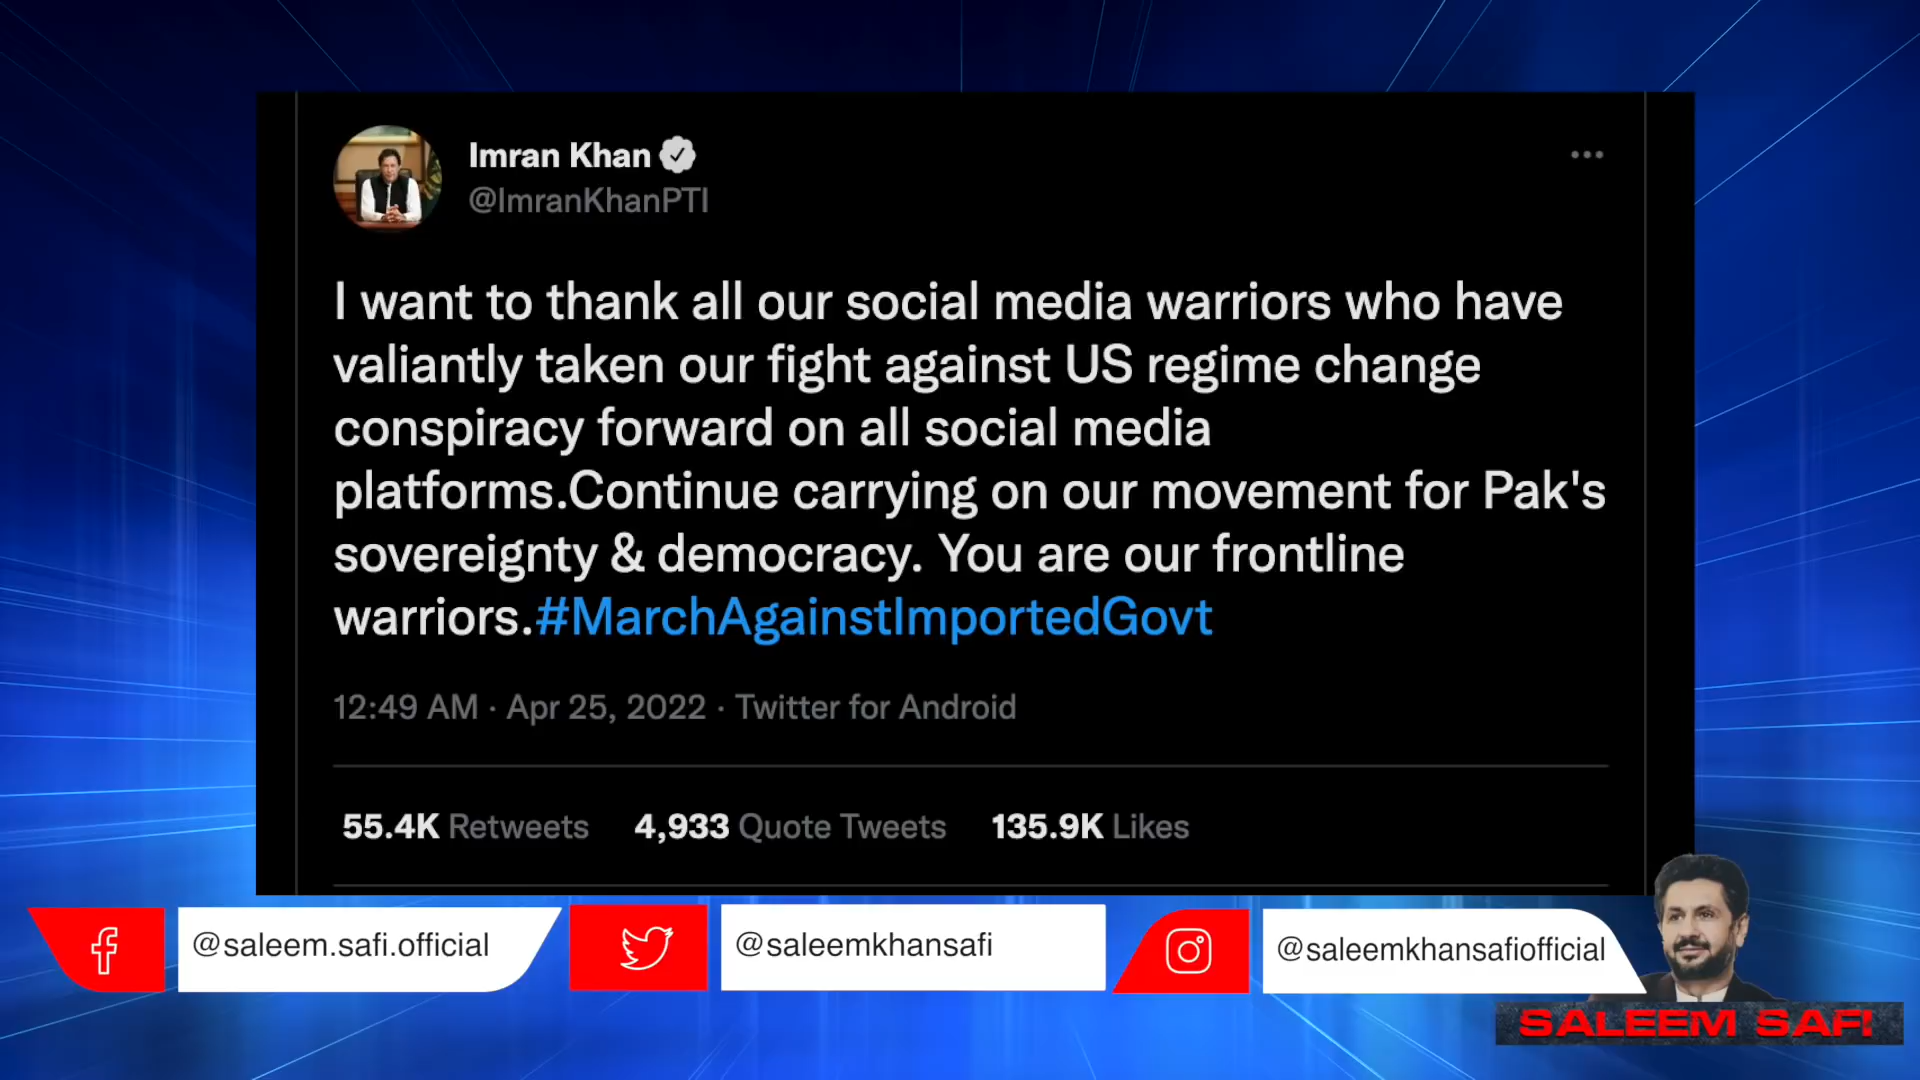 Imran Khan
@ImranKhanPTI
I want to thank all our social media warriors who have
valiantly taken our fight against US regime change
conspiracy forward on all social media
platforms.Continue carrying on our movement for Pak's
sovereignty & democracy. You are our frontline
warriors.#MarchAgainstImportedGovt
12:49 AM · Apr 25, 2022 · Twitter for Android
55.4K Retweets 4,933 Quote Tweets 135.9K Likes
@saleem.safi.official @saleemkhansafi @saleemkhansafiofficial
SALEEM SAFI